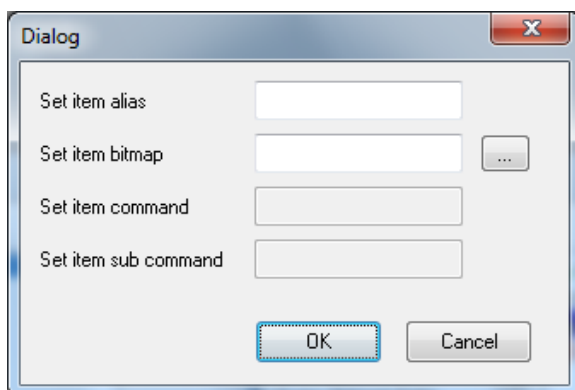 Dialog
Set item alias
Set item bitmap
...
Set item command
Set item sub command
OK Cancel